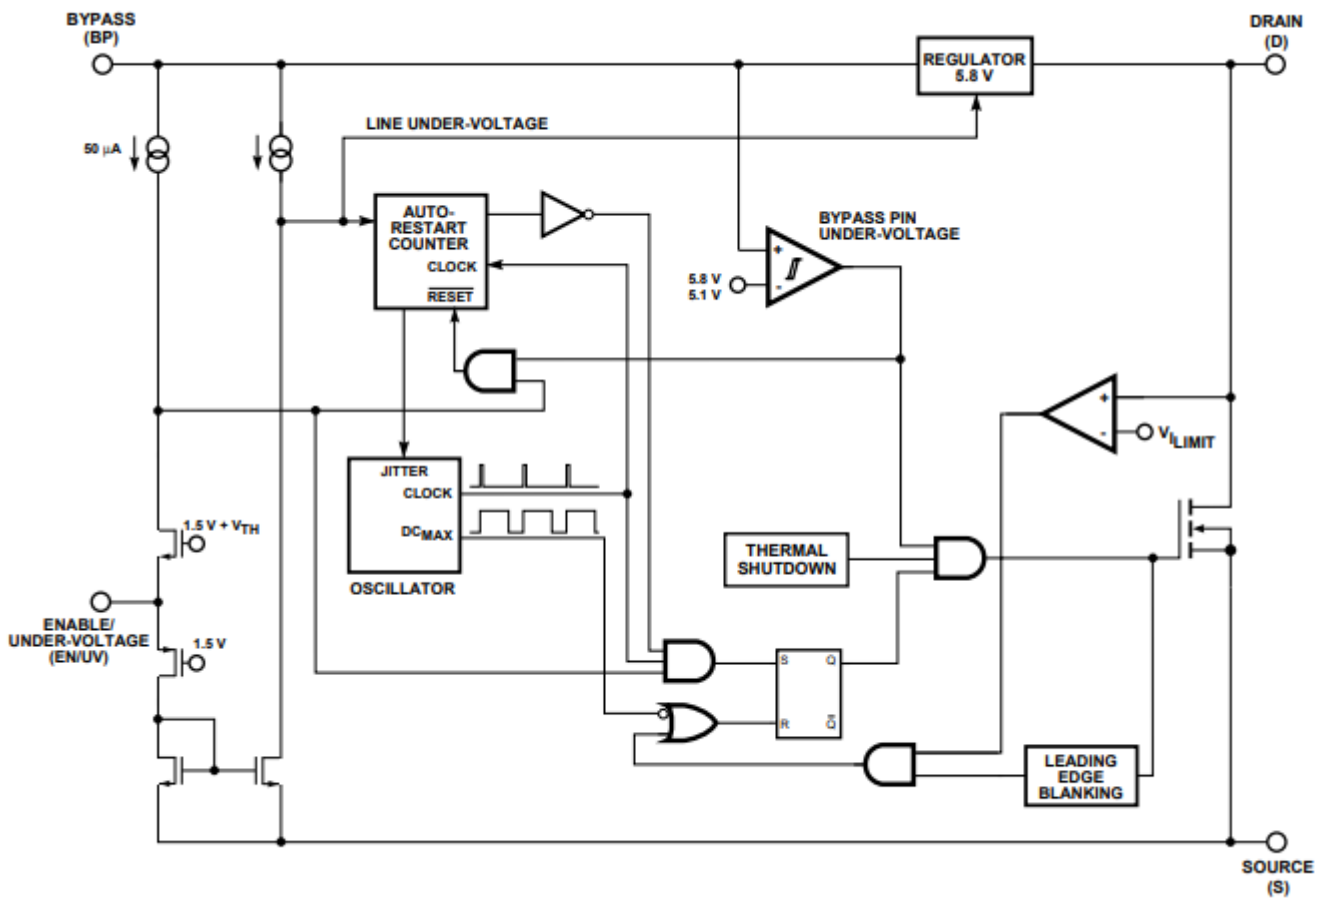 BYPASS
(BP)
DRAIN
(D)
REGULATOR
5.8 V
LINE UNDER-VOLTAGE
50 µA
AUTO-
RESTART
COUNTER
CLOCK
RESET
BYPASS PIN
UNDER-VOLTAGE
+
-
5.8 V
5.1 V
+
-
VILIMIT
JITTER
CLOCK
DCMAX
OSCILLATOR
1.5 V + VTH
THERMAL
SHUTDOWN
ENABLE/
UNDER-VOLTAGE
(EN/UV)
1.5 V
S Q
R Q
LEADING
EDGE
BLANKING
SOURCE
(S)